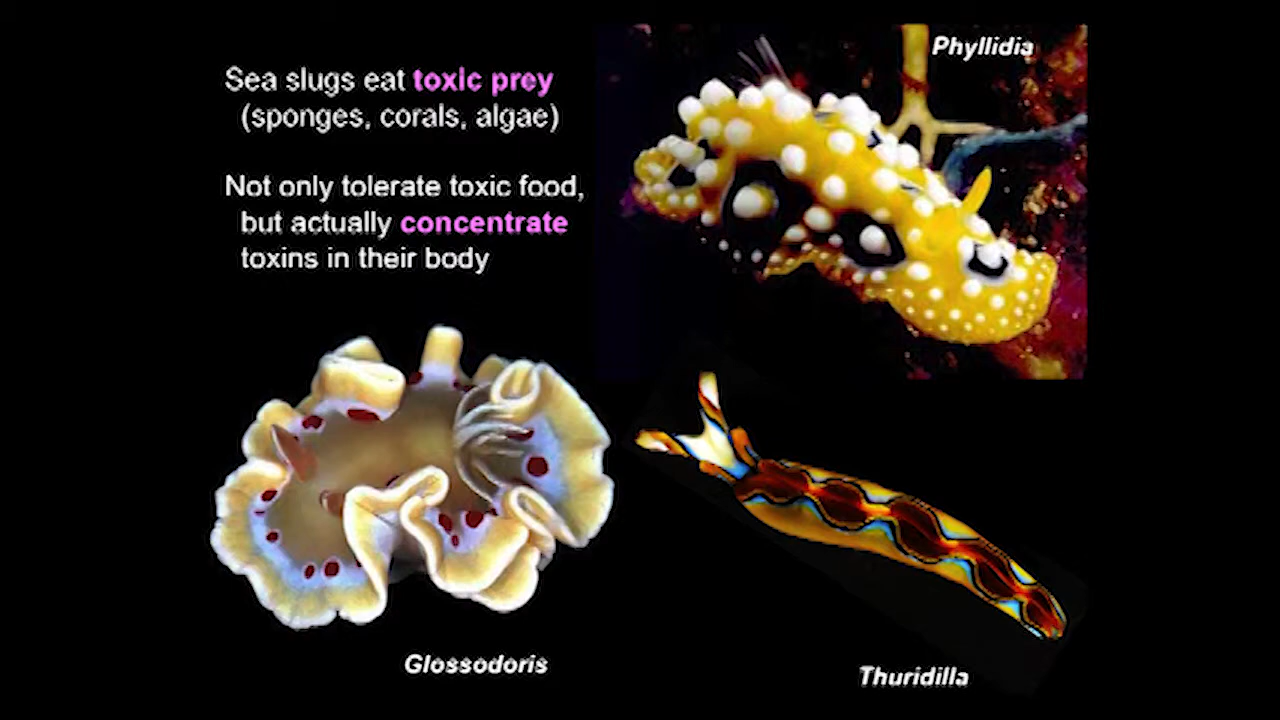 Sea slugs eat toxic prey
(sponges, corals, algae)
Not only tolerate toxic food,
but actually concentrate
toxins in their body
Phyllidia
Glossodoris
Thuridilla